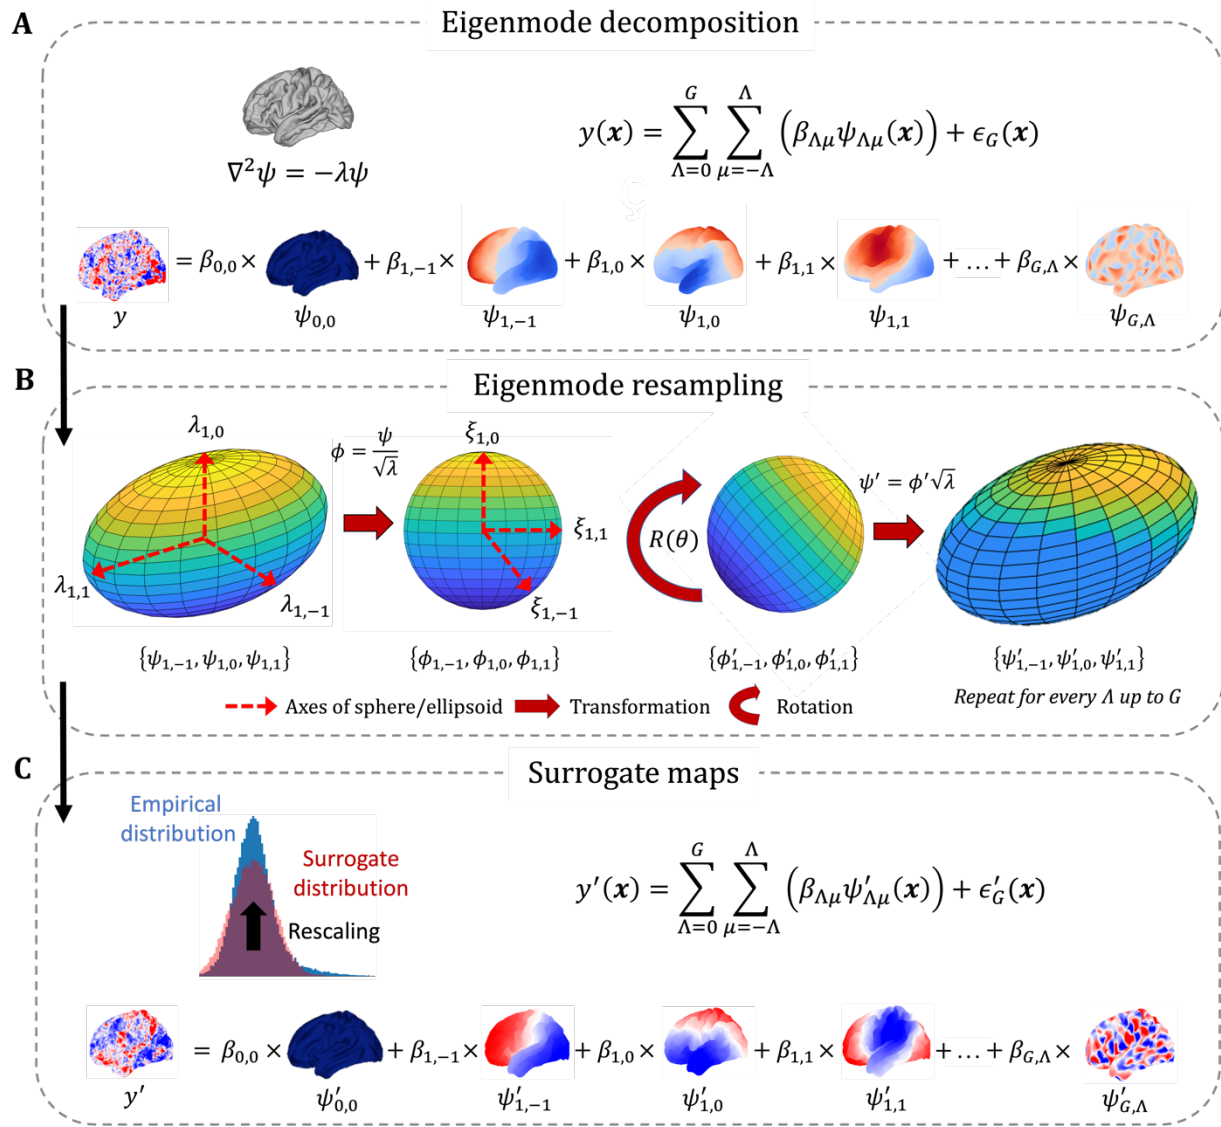 A
Eigenmode decomposition
∇²ψ = −λψ
y(x) = ∑_{Λ=0}^{G} ∑_{μ=−Λ}^{Λ} (β_{Λμ}ψ_{Λμ}(x)) + ϵ_G(x)
= β_{0,0} × + β_{1,−1} × + β_{1,0} × + β_{1,1} × + … + β_{G,Λ} ×
y ψ_{0,0} ψ_{1,−1} ψ_{1,0} ψ_{1,1} ψ_{G,Λ}
B
Eigenmode resampling
λ_{1,0}
λ_{1,1}
λ_{1,−1}
ϕ = ψ/√λ
ξ_{1,0}
ξ_{1,1}
ξ_{1,−1}
R(θ)
ψ′ = ϕ′√λ
{ψ_{1,−1}, ψ_{1,0}, ψ_{1,1}}
{ϕ_{1,−1}, ϕ_{1,0}, ϕ_{1,1}}
{ϕ′_{1,−1}, ϕ′_{1,0}, ϕ′_{1,1}}
{ψ′_{1,−1}, ψ′_{1,0}, ψ′_{1,1}}
Axes of sphere/ellipsoid
Transformation
Rotation
Repeat for every Λ up to G
C
Surrogate maps
Empirical
distribution
Surrogate
distribution
Rescaling
y′(x) = ∑_{Λ=0}^{G} ∑_{μ=−Λ}^{Λ} (β_{Λμ}ψ′_{Λμ}(x)) + ϵ′_G(x)
= β_{0,0} × + β_{1,−1} × + β_{1,0} × + β_{1,1} × + … + β_{G,Λ} ×
y′ ψ′_{0,0} ψ′_{1,−1} ψ′_{1,0} ψ′_{1,1} ψ′_{G,Λ}